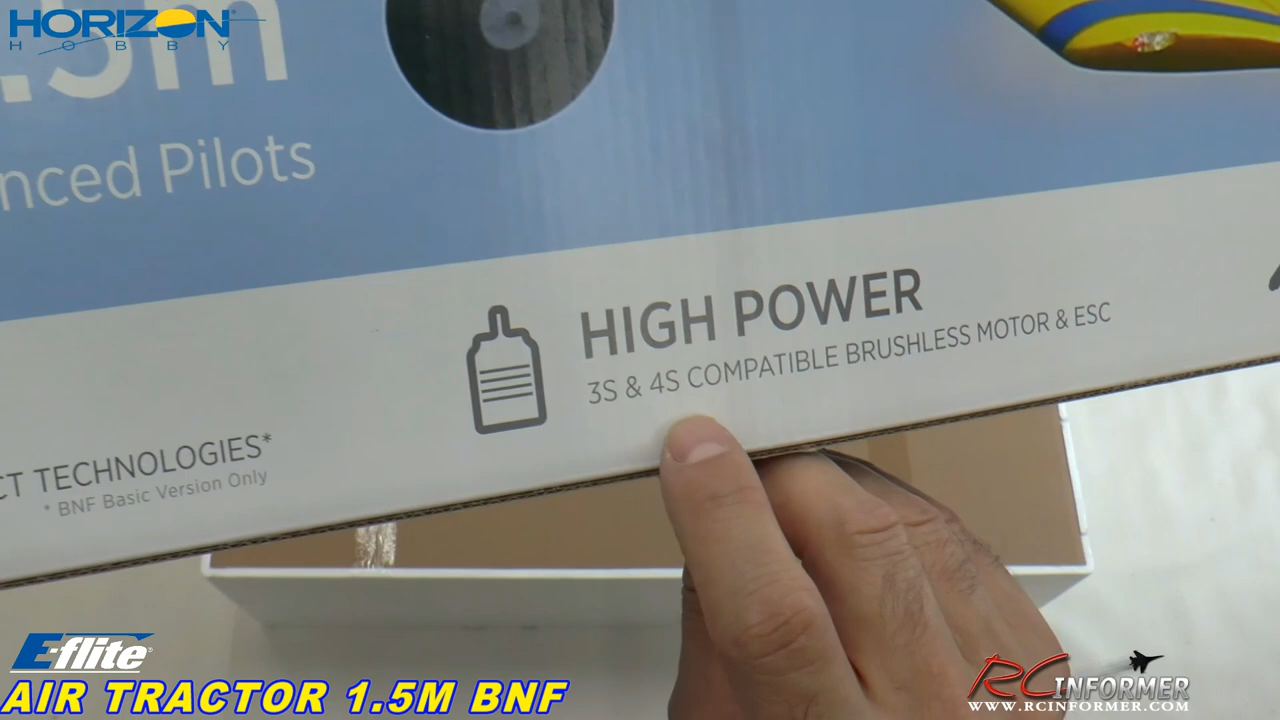 HORIZON
HOBBY
.5m
nced Pilots
HIGH POWER
3S & 4S COMPATIBLE BRUSHLESS MOTOR & ESC
CT TECHNOLOGIES*
* BNF Basic Version Only
E-flite
AIR TRACTOR 1.5M BNF
RCINFORMER
WWW.RCINFORMER.COM